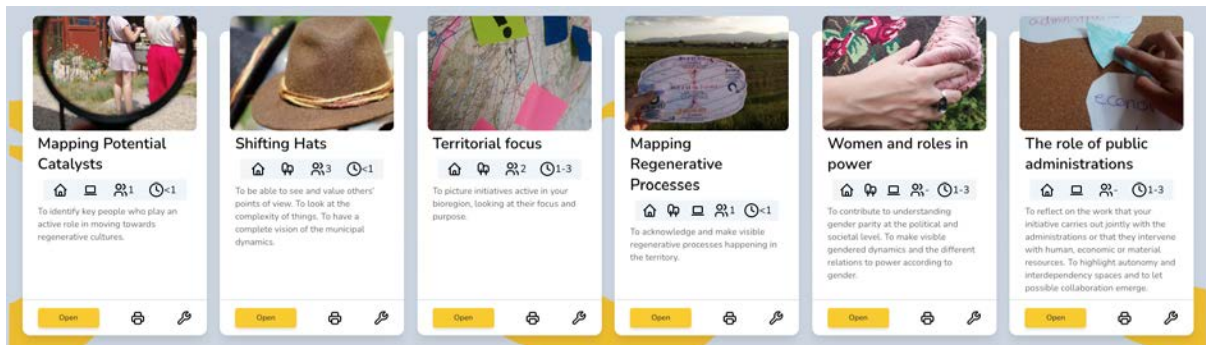 Mapping Potential
Catalysts
1 <1
To identify key people who play an
active role in moving towards
regenerative cultures.
Open
Shifting Hats
3 <1
To be able to see and value others'
points of view. To look at the
complexity of things. To have a
complete vision of the municipal
dynamics.
Open
Territorial focus
2 1-3
To picture initiatives active in your
bioregion, looking at their focus and
purpose.
Open
Mapping
Regenerative
Processes
1 <1
To acknowledge and make visible
regenerative processes happening in
the territory.
Open
Women and roles in
power
- 1-3
To contribute to understanding
gender parity at the political and
societal level. To make visible
gendered dynamics and the different
relations to power according to
gender.
Open
econo
The role of public
administrations
- 1-3
To reflect on the work that your
initiative carries out jointly with the
administrations or that they intervene
with human, economic or material
resources. To highlight autonomy and
interdependency spaces and to let
possible collaboration emerge.
Open